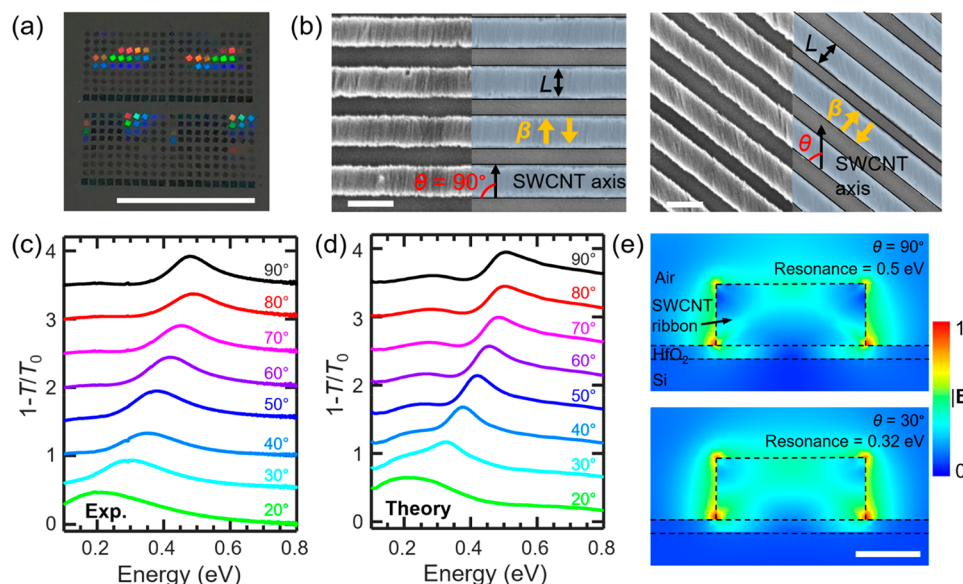 (a)
(b)
L
β
θ = 90°
SWCNT axis
L
β
θ
SWCNT
axis
(c)
1-T/T0
4
3
2
1
0
90°
80°
70°
60°
50°
40°
30°
20°
Exp.
0.2 0.4 0.6 0.8
Energy (eV)
(d)
1-T/T0
4
3
2
1
0
90°
80°
70°
60°
50°
40°
30°
20°
Theory
0.2 0.4 0.6 0.8
Energy (eV)
(e)
θ = 90°
Resonance = 0.5 eV
Air
SWCNT
ribbon
HfO2
Si
θ = 30°
Resonance = 0.32 eV
1
|E
0